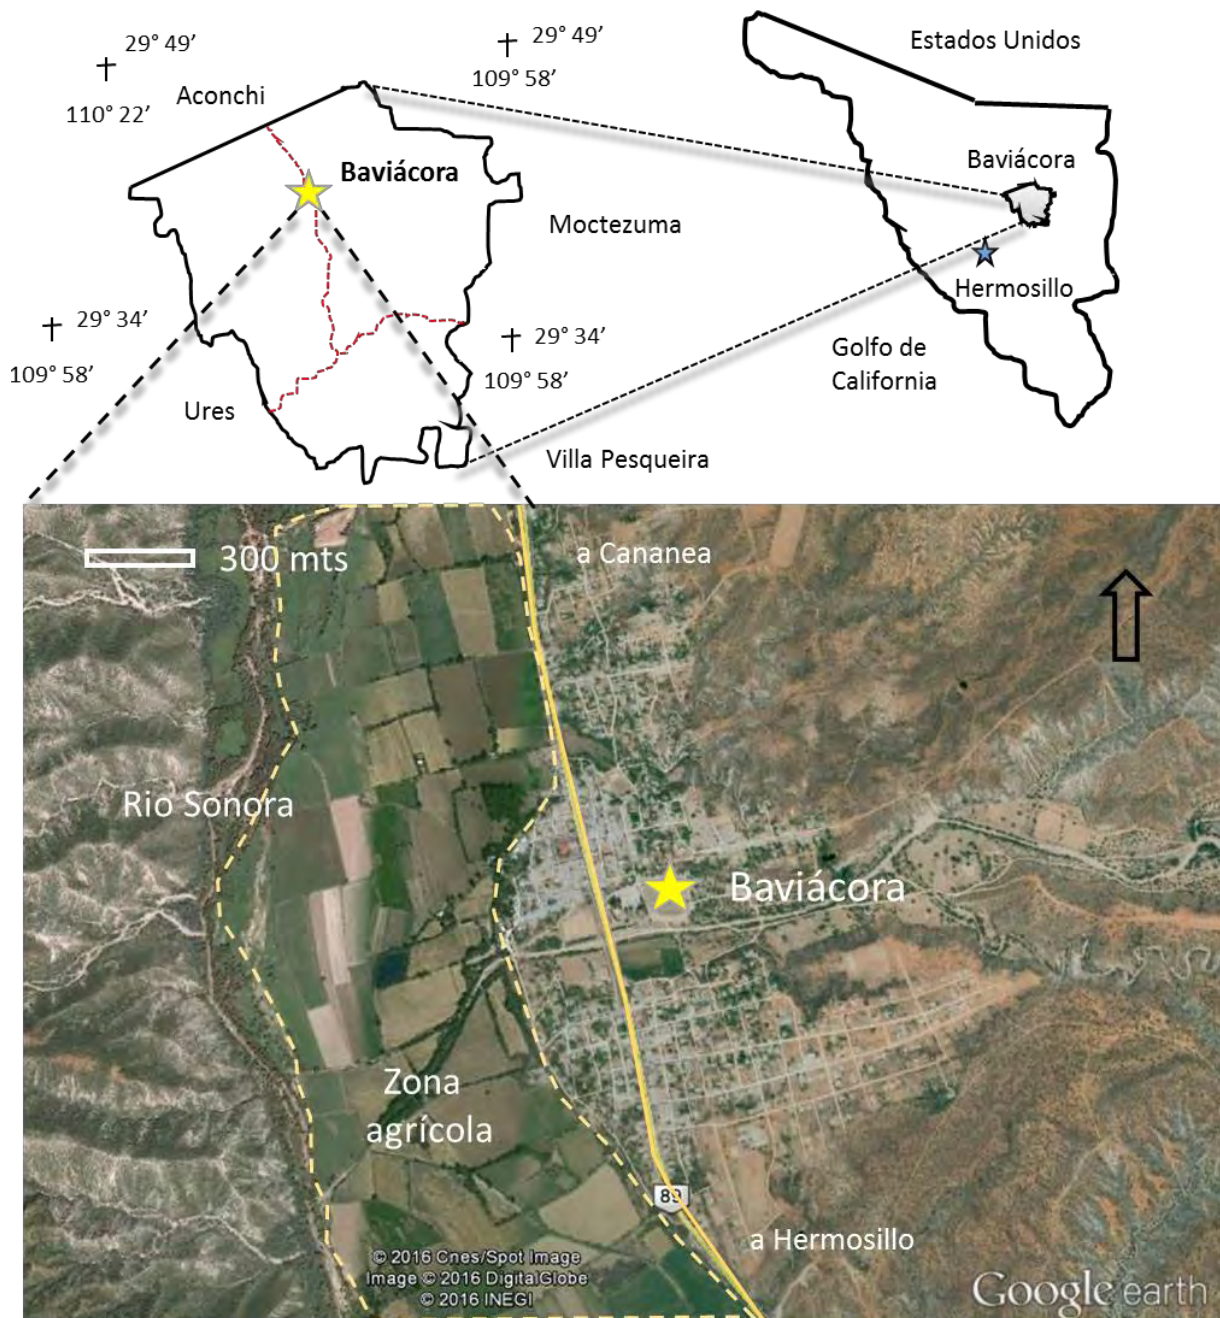 29° 49’
110° 22’
Aconchi
29° 49’
109° 58’
Estados Unidos
Baviácora
Baviácora
Moctezuma
Hermosillo
29° 34’
109° 58’
29° 34’
109° 58’
Golfo de
California
Ures
Villa Pesqueira
300 mts
a Cananea
Rio Sonora
Baviácora
Zona
agrícola
89
a Hermosillo
© 2016 Cnes/Spot Image
Image © 2016 DigitalGlobe
© 2016 INEGI
Google earth